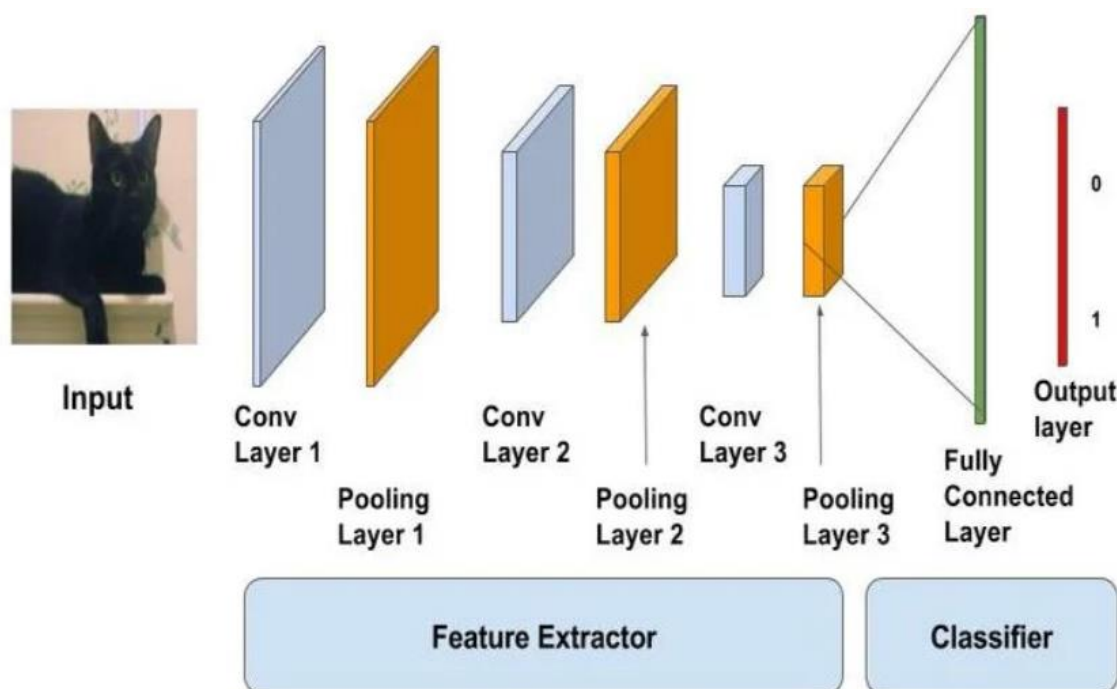 Input
Conv
Layer 1
Pooling
Layer 1
Conv
Layer 2
Pooling
Layer 2
Conv
Layer 3
Pooling
Layer 3
Fully
Connected
Layer
0
1
Output
layer
Feature Extractor
Classifier